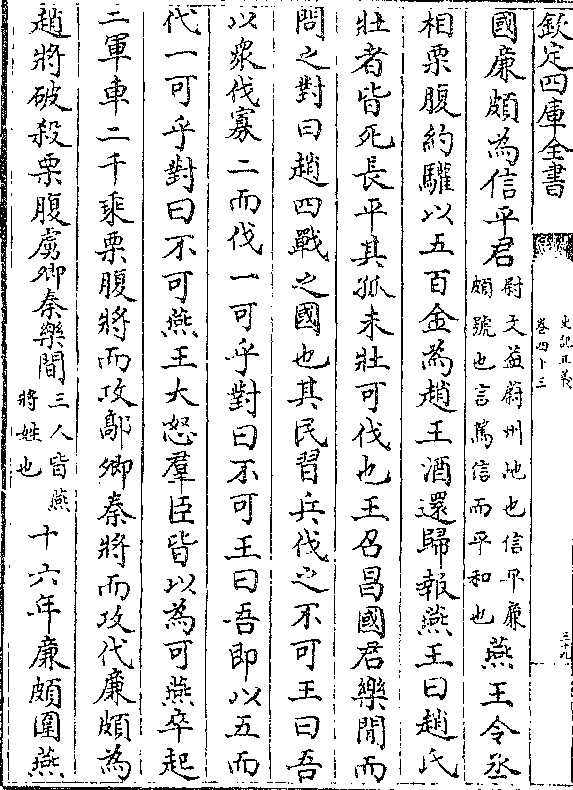 欽定四庫全書
史記正義
卷四十三
三十九
國廉頗為信平君
尉文益蔚州地也信平廉
頗號也言篤信而平和也
燕王令丞
相栗腹約驩以五百金為趙王酒還歸報燕王曰趙氏
壯者皆死長平其孤未壯可伐也王召昌國君樂閒而
問之對曰趙四戰之國也其民習兵伐之不可王曰吾
以衆伐寡二而伐一可乎對曰不可王曰吾即以五而
伐一可乎對曰不可燕王大怒羣臣皆以為可燕卒起
二軍車二千乘栗腹將而攻鄗卿秦將而攻代廉頗為
趙將破殺栗腹虜卿秦樂閒
三人皆燕
將姓也
十六年廉頗圍燕